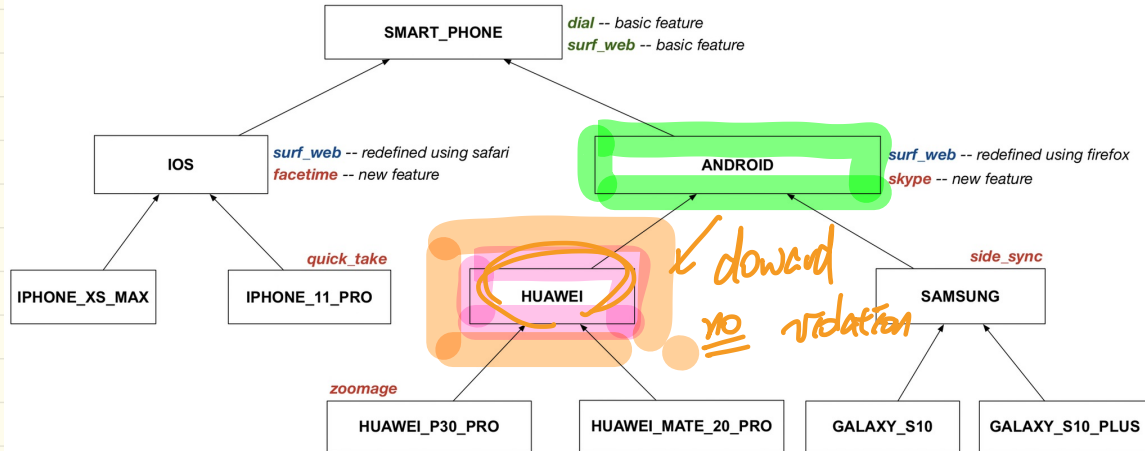 SMART_PHONE
dial -- basic feature
surf_web -- basic feature
IOS
surf_web -- redefined using safari
facetime -- new feature
ANDROID
surf_web -- redefined using firefox
skype -- new feature
doward
no violation
quick_take
side_sync
IPHONE_XS_MAX
IPHONE_11_PRO
HUAWEI
SAMSUNG
zoomage
HUAWEI_P30_PRO
HUAWEI_MATE_20_PRO
GALAXY_S10
GALAXY_S10_PLUS